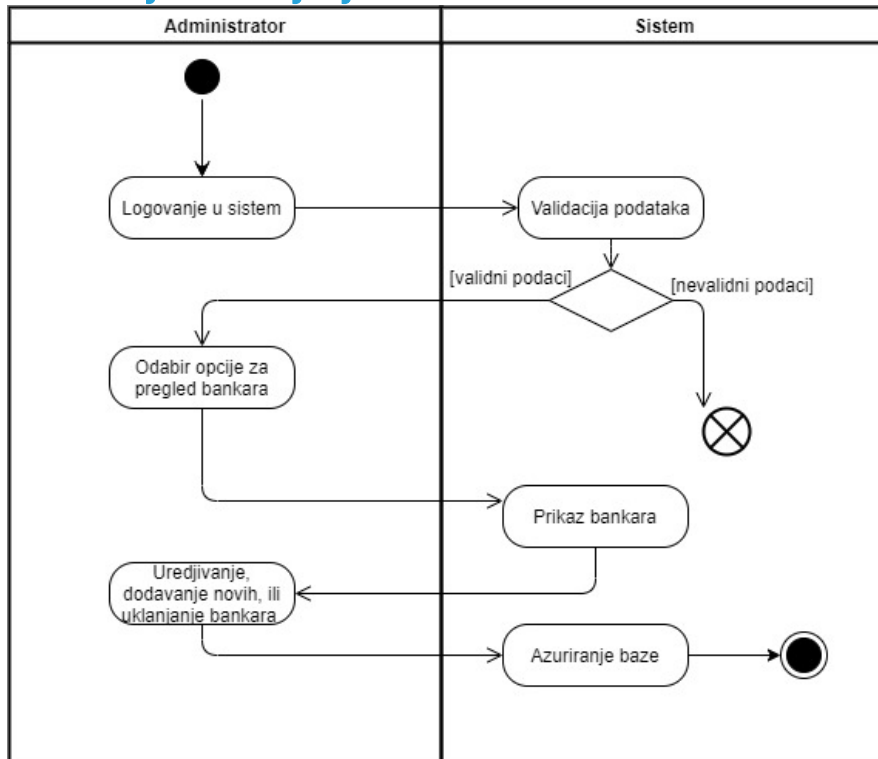 Administrator
Sistem
Logovanje u sistem
Validacija podataka
[validni podaci]
[nevalidni podaci]
Odabir opcije za
pregled bankara
Prikaz bankara
Uredjivanje,
dodavanje novih, ili
uklanjanje bankara
Azuriranje baze